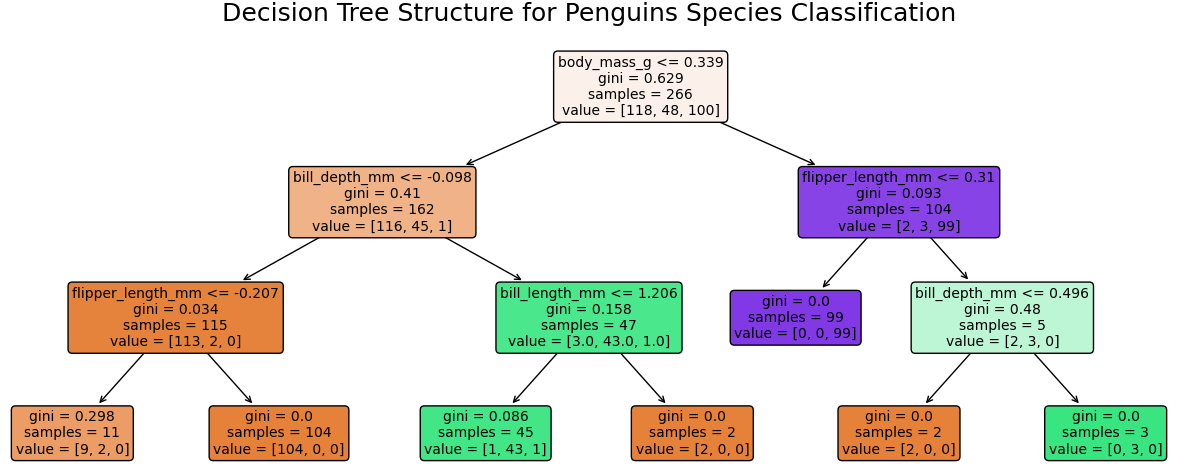 Decision Tree Structure for Penguins Species Classification
body_mass_g <= 0.339
gini = 0.629
samples = 266
value = [118, 48, 100]
bill_depth_mm <= -0.098
gini = 0.41
samples = 162
value = [116, 45, 1]
flipper_length_mm <= 0.31
gini = 0.093
samples = 104
value = [2, 3, 99]
flipper_length_mm <= -0.207
gini = 0.034
samples = 115
value = [113, 2, 0]
bill_length_mm <= 1.206
gini = 0.158
samples = 47
value = [3.0, 43.0, 1.0]
gini = 0.0
samples = 99
value = [0, 0, 99]
bill_depth_mm <= 0.496
gini = 0.48
samples = 5
value = [2, 3, 0]
gini = 0.298
samples = 11
value = [9, 2, 0]
gini = 0.0
samples = 104
value = [104, 0, 0]
gini = 0.086
samples = 45
value = [1, 43, 1]
gini = 0.0
samples = 2
value = [2, 0, 0]
gini = 0.0
samples = 2
value = [2, 0, 0]
gini = 0.0
samples = 3
value = [0, 3, 0]